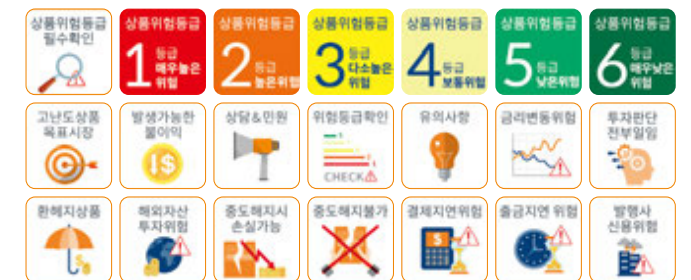 상품위험등급
필수확인
상품위험등급
1 등급
매우높은
위험
상품위험등급
2 등급
높은위험
상품위험등급
3 등급
다소높은
위험
상품위험등급
4 등급
보통위험
상품위험등급
5 등급
낮은위험
상품위험등급
6 등급
매우낮은
위험
고난도상품
목표시장
발생가능한
불이익
상담&민원
위험등급확인
CHECK
유의사항
금리변동위험
투자판단
전부일임
환헤지상품
해외자산
투자위험
중도해지시
손실가능
중도해지불가
결제지연위험
출금지연 위험
발행사
신용위험